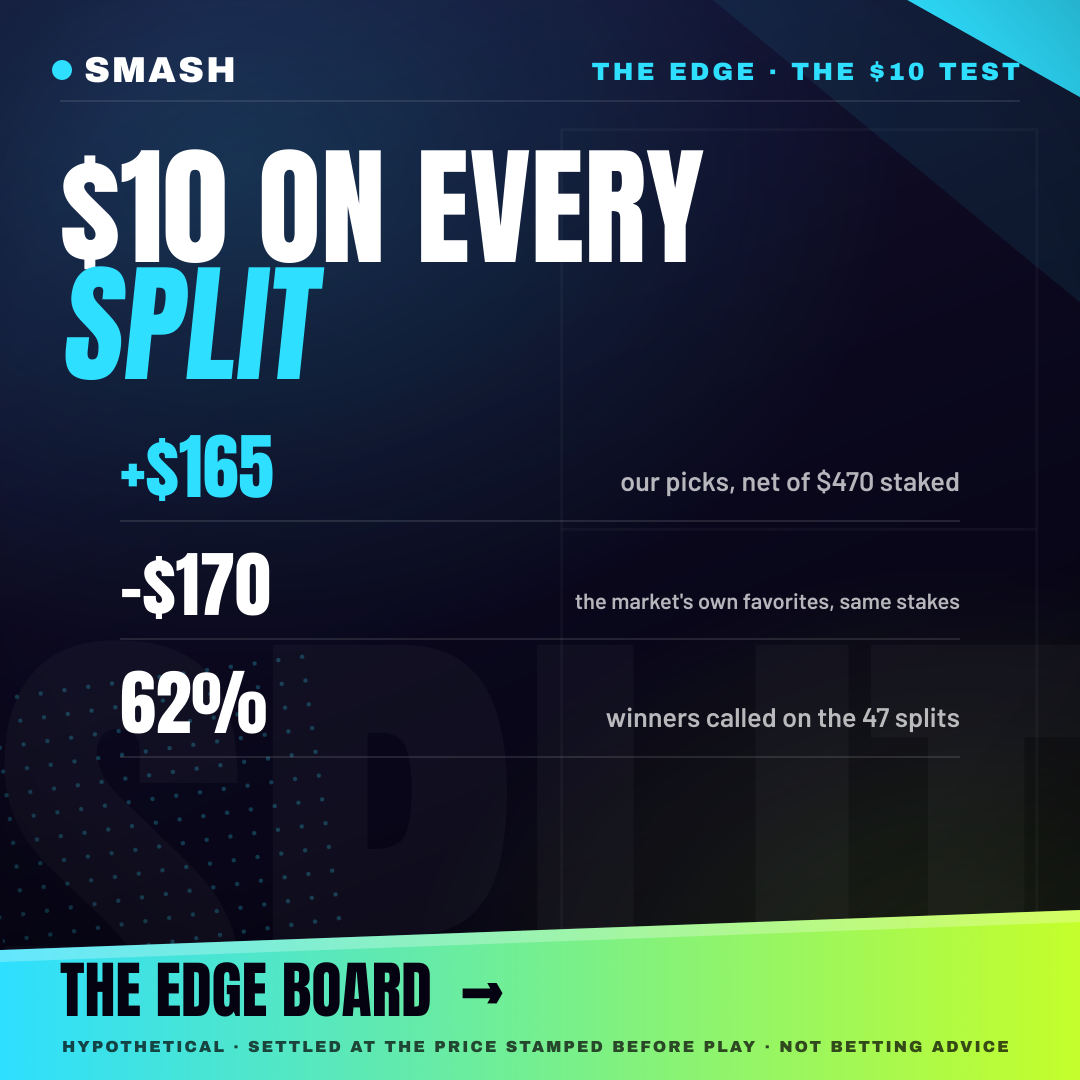 SMASH
THE EDGE · THE $10 TEST
$10 ON EVERY
SPLIT
+$165
our picks, net of $470 staked
-$170
the market's own favorites, same stakes
62%
winners called on the 47 splits
SPLIT
THE EDGE BOARD →
HYPOTHETICAL · SETTLED AT THE PRICE STAMPED BEFORE PLAY · NOT BETTING ADVICE